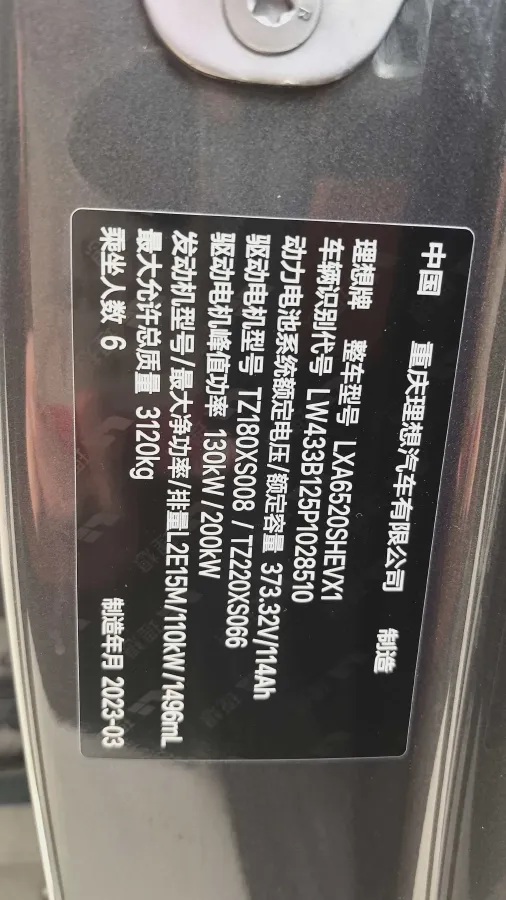 中国 重庆理想汽车有限公司 制造
理想牌 整车型号 LXA6520SHEVX1
车辆识别代号 LW433B125P1028510
动力电池系统额定电压/额定容量 373.32V/114Ah
驱动电机型号 TZ180XS008 / TZ220XS066
驱动电机峰值功率 130kW/200kW
发动机型号/最大净功率/排量L2E15M/110kW/1496mL
最大允许总质量 3120kg
乘坐人数 6 制造年月 2023-03